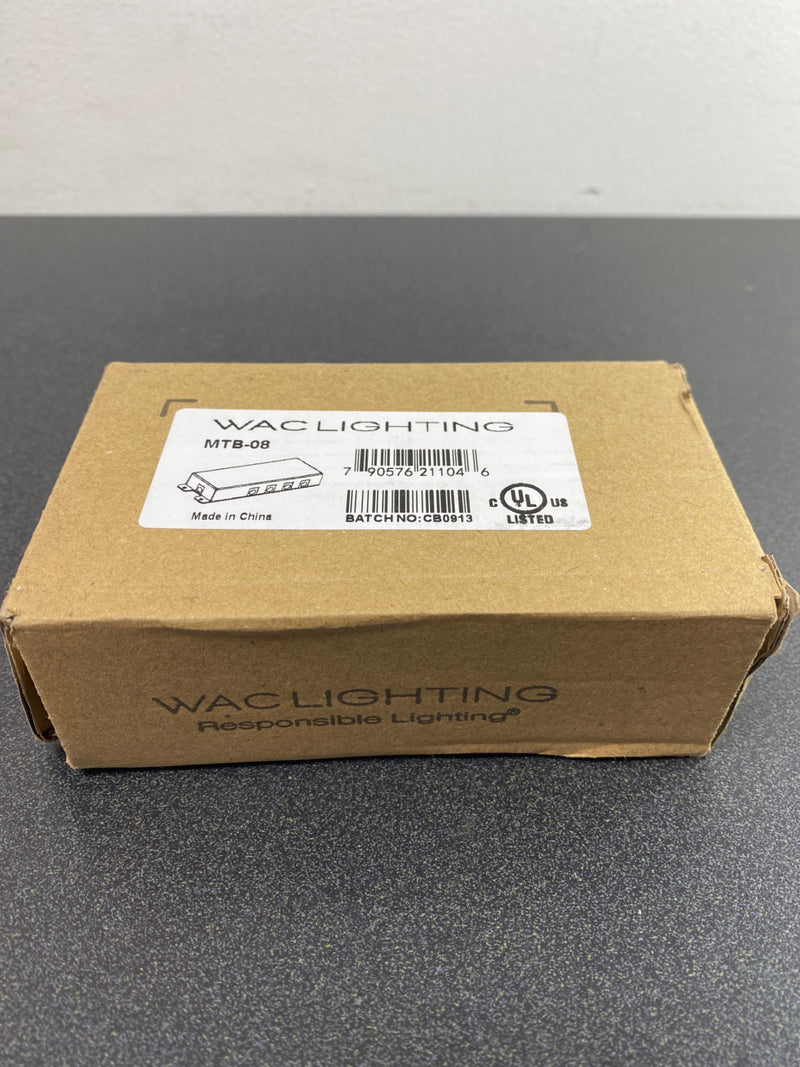 WAC LIGHTING
MTB-08
7 90576 21104 6
Made in China
BATCH NO: CB0913
C UL US
LISTED
WAC LIGHTING
Responsible Lighting®